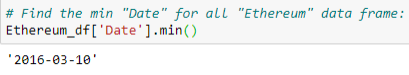 # Find the min "Date" for all "Ethereum" data frame:
Ethereum_df['Date'].min()
'2016-03-10'